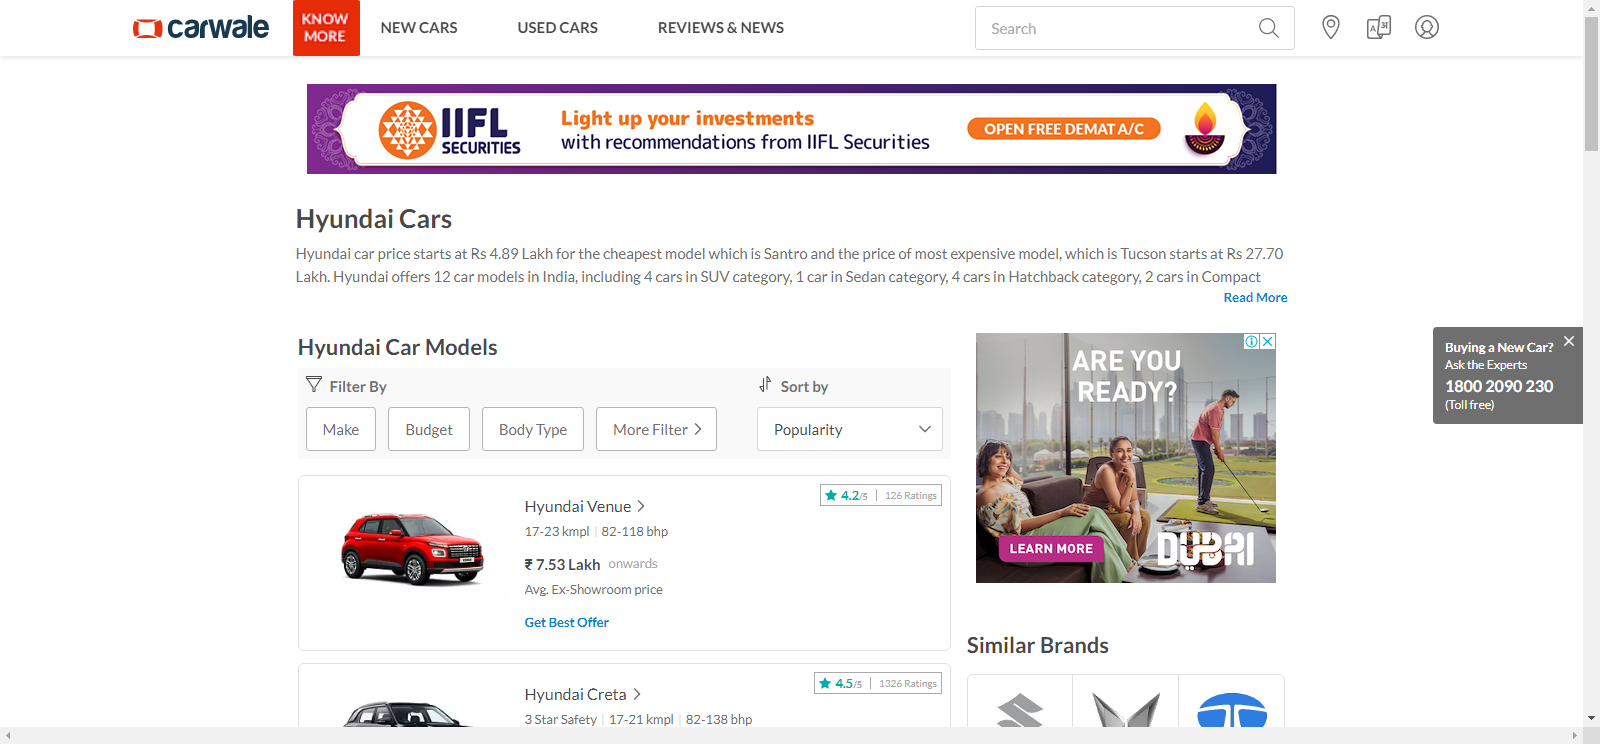 carwale
KNOW
MORE
NEW CARS
USED CARS
REVIEWS & NEWS
Search
IIFL
SECURITIES
Light up your investments
with recommendations from IIFL Securities
OPEN FREE DEMAT A/C
Hyundai Cars
Hyundai car price starts at Rs 4.89 Lakh for the cheapest model which is Santro and the price of most expensive model, which is Tucson starts at Rs 27.70
Lakh. Hyundai offers 12 car models in India, including 4 cars in SUV category, 1 car in Sedan category, 4 cars in Hatchback category, 2 cars in Compact
Read More
Hyundai Car Models
Filter By
Sort by
Make
Budget
Body Type
More Filter
Popularity
Hyundai Venue
4.2/5 | 126 Ratings
17-23 kmpl | 82-118 bhp
₹ 7.53 Lakh onwards
Avg. Ex-Showroom price
Get Best Offer
Hyundai Creta
4.5/5 | 1326 Ratings
3 Star Safety | 17-21 kmpl | 82-138 bhp
ARE YOU
READY?
LEARN MORE
DUBAI
Similar Brands
Buying a New Car?
Ask the Experts
1800 2090 230
(Toll free)